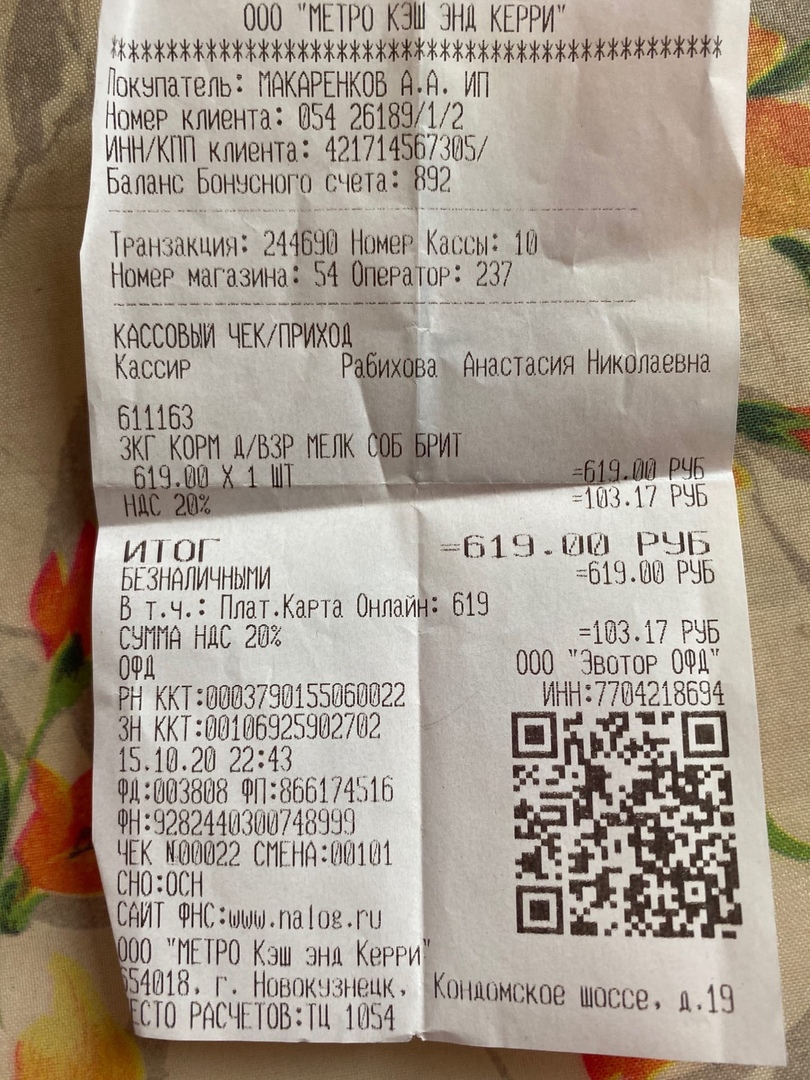 ООО "МЕТРО КЭШ ЭНД КЕРРИ"
************************************************
Покупатель: МАКАРЕНКОВ А.А. ИП
Номер клиента: 054 26189/1/2
ИНН/КПП клиента: 421714567305/
Баланс Бонусного счета: 892
Транзакция: 244690 Номер Кассы: 10
Номер магазина: 54 Оператор: 237
КАССОВЫЙ ЧЕК/ПРИХОД
Кассир Рабихова Анастасия Николаевна
611163
3КГ КОРМ Д/ВЗР МЕЛК СОБ БРИТ
619.00 X 1 ШТ =619.00 РУБ
НДС 20% =103.17 РУБ
ИТОГ =619.00 РУБ
БЕЗНАЛИЧНЫМИ =619.00 РУБ
В т.ч.: Плат.Карта Онлайн: 619
СУММА НДС 20% =103.17 РУБ
ОФД ООО "Эвотор ОФД"
РН ККТ:0003790155060022 ИНН:7704218694
ЗН ККТ:00106925902702
15.10.20 22:43
ФД:003808 ФП:866174516
ФН:9282440300748999
ЧЕК №00022 СМЕНА:00101
СНО:ОСН
САЙТ ФНС:www.nalog.ru
ООО "МЕТРО Кэш энд Керри"
654018, г. Новокузнецк, Кондомское шоссе, д.19
МЕСТО РАСЧЕТОВ:ТЦ 1054